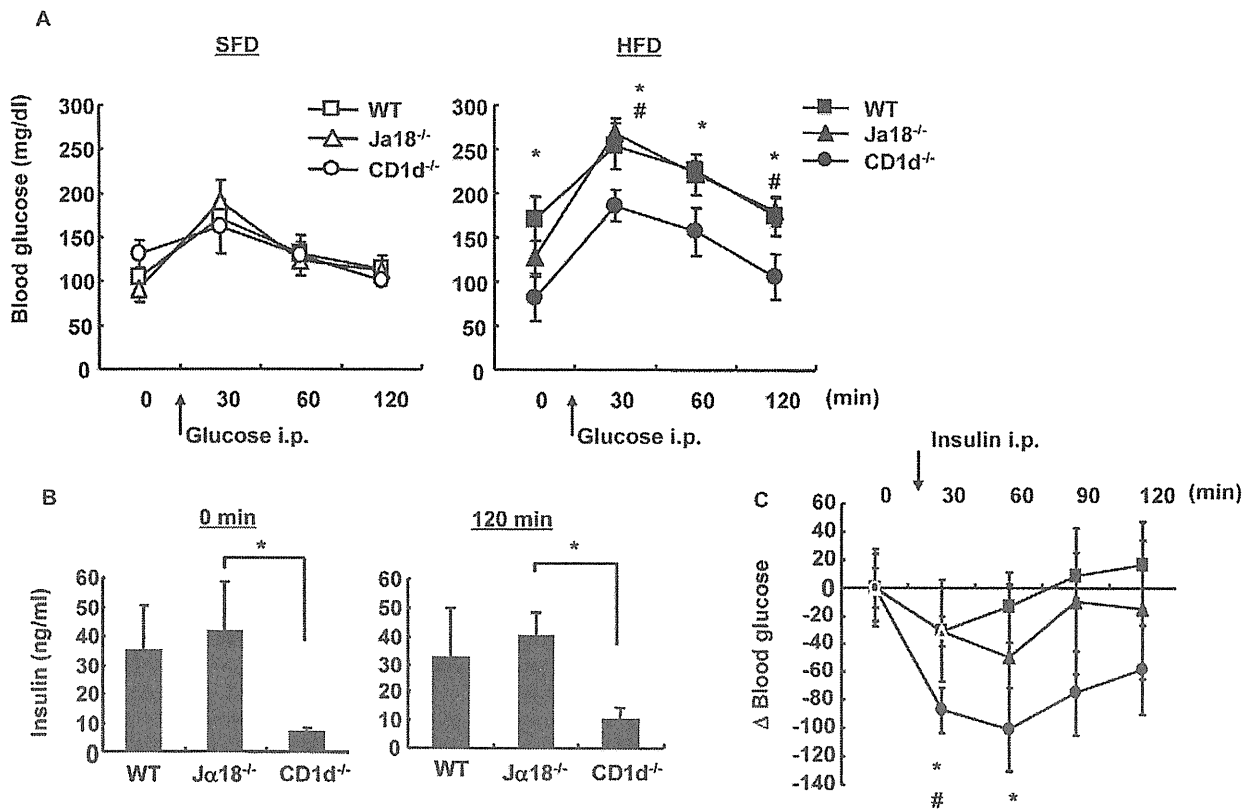 A
SFD
HFD
Blood glucose (mg/dl)
300
250
200
150
100
50
0
WT
Ja18-/-
CD1d-/-
0 30 60 120
Glucose i.p.
* # * * * #
300
250
200
150
100
50
0
WT
Ja18-/-
CD1d-/-
0 30 60 120 (min)
Glucose i.p.
B
0 min
120 min
*
*
Insulin (ng/ml)
60
50
40
30
20
10
0
WT Jα18-/- CD1d-/-
60
50
40
30
20
10
0
WT Jα18-/- CD1d-/-
Insulin i.p.
C
0 30 60 90 120 (min)
Δ Blood glucose
60
40
20
0
-20
-40
-60
-80
-100
-120
-140
* *
#